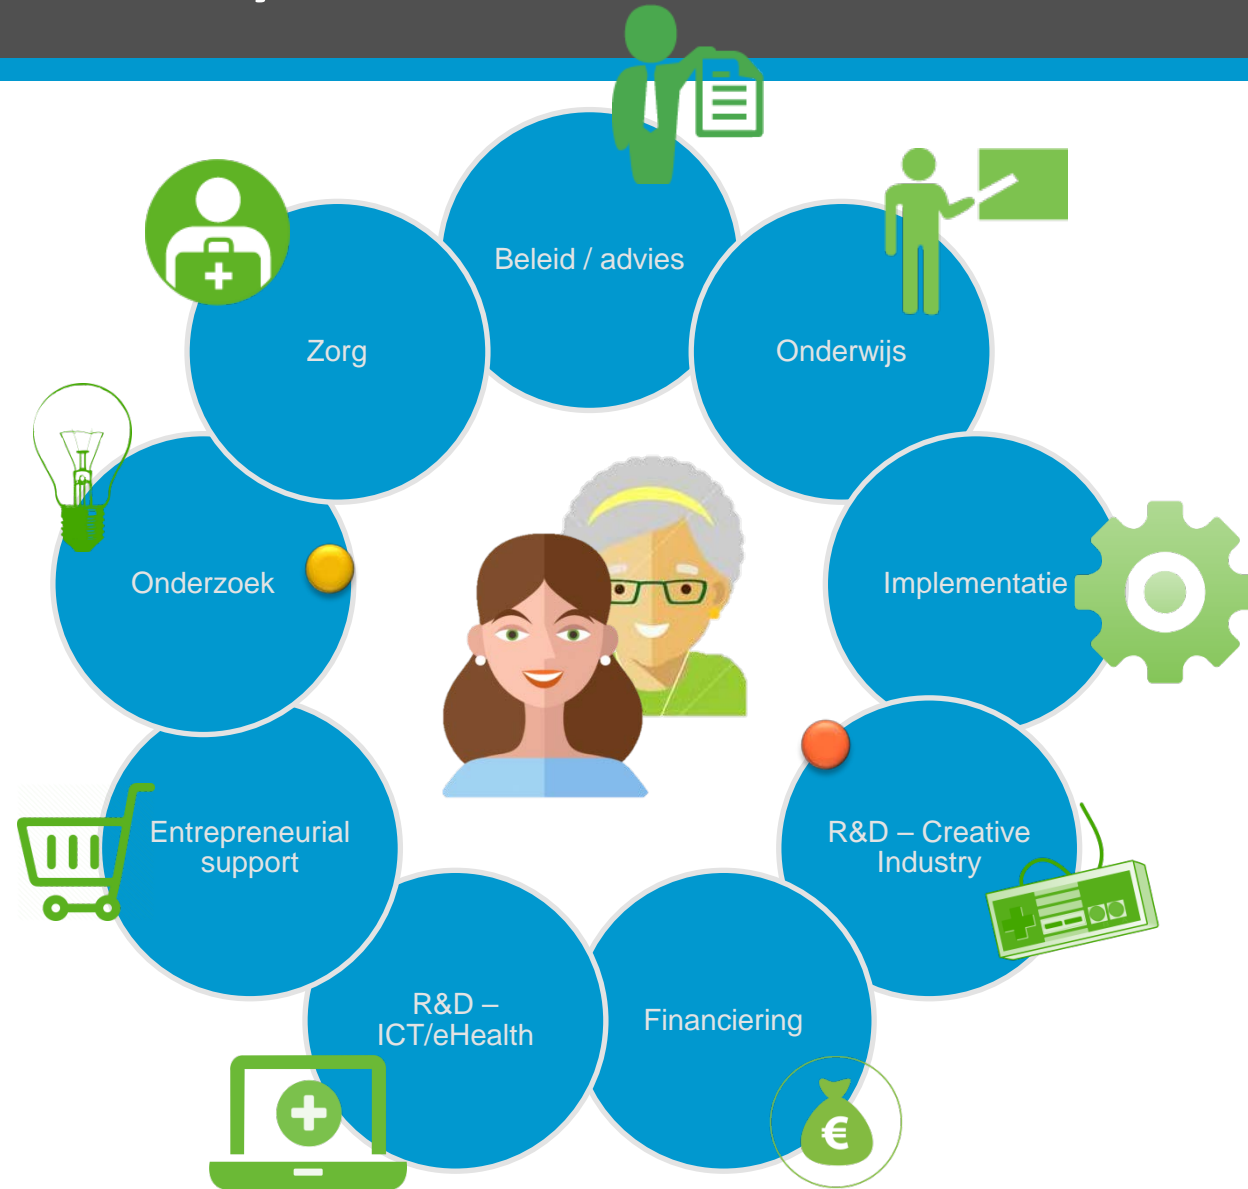 Beleid / advies
Onderwijs
Zorg
Implementatie
Onderzoek
R&D – Creative
Industry
Entrepreneurial
support
R&D –
ICT/eHealth
Financiering
€